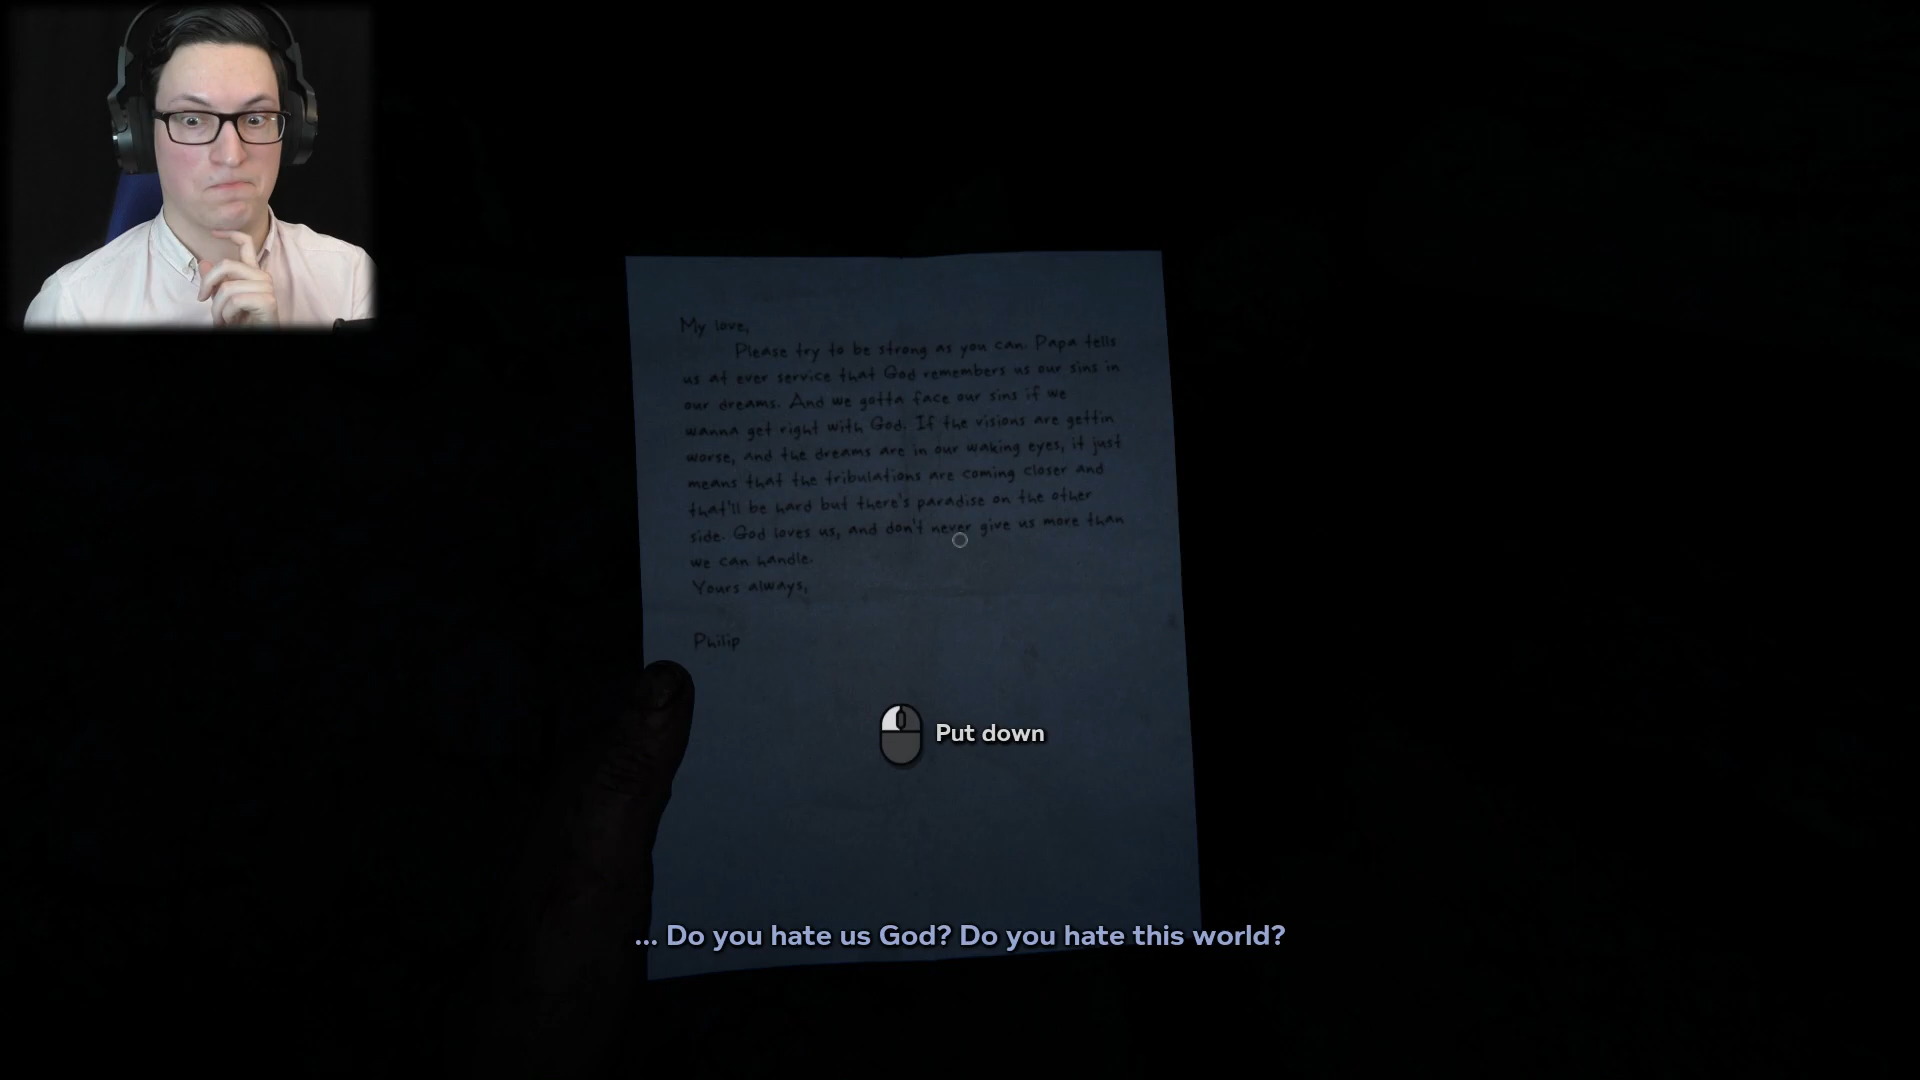 My love,
Please try to be strong as you can. Papa tells
us at ever service that God remembers us our sins in
our dreams. And we gotta face our sins if we
wanna get right with God. If the visions are gettin
worse, and the dreams are in our waking eyes, it just
means that the tribulations are coming closer and
that'll be hard but there's paradise on the other
side. God loves us, and don't never give us more than
we can handle.
Yours always,
Philip
Put down
... Do you hate us God? Do you hate this world?